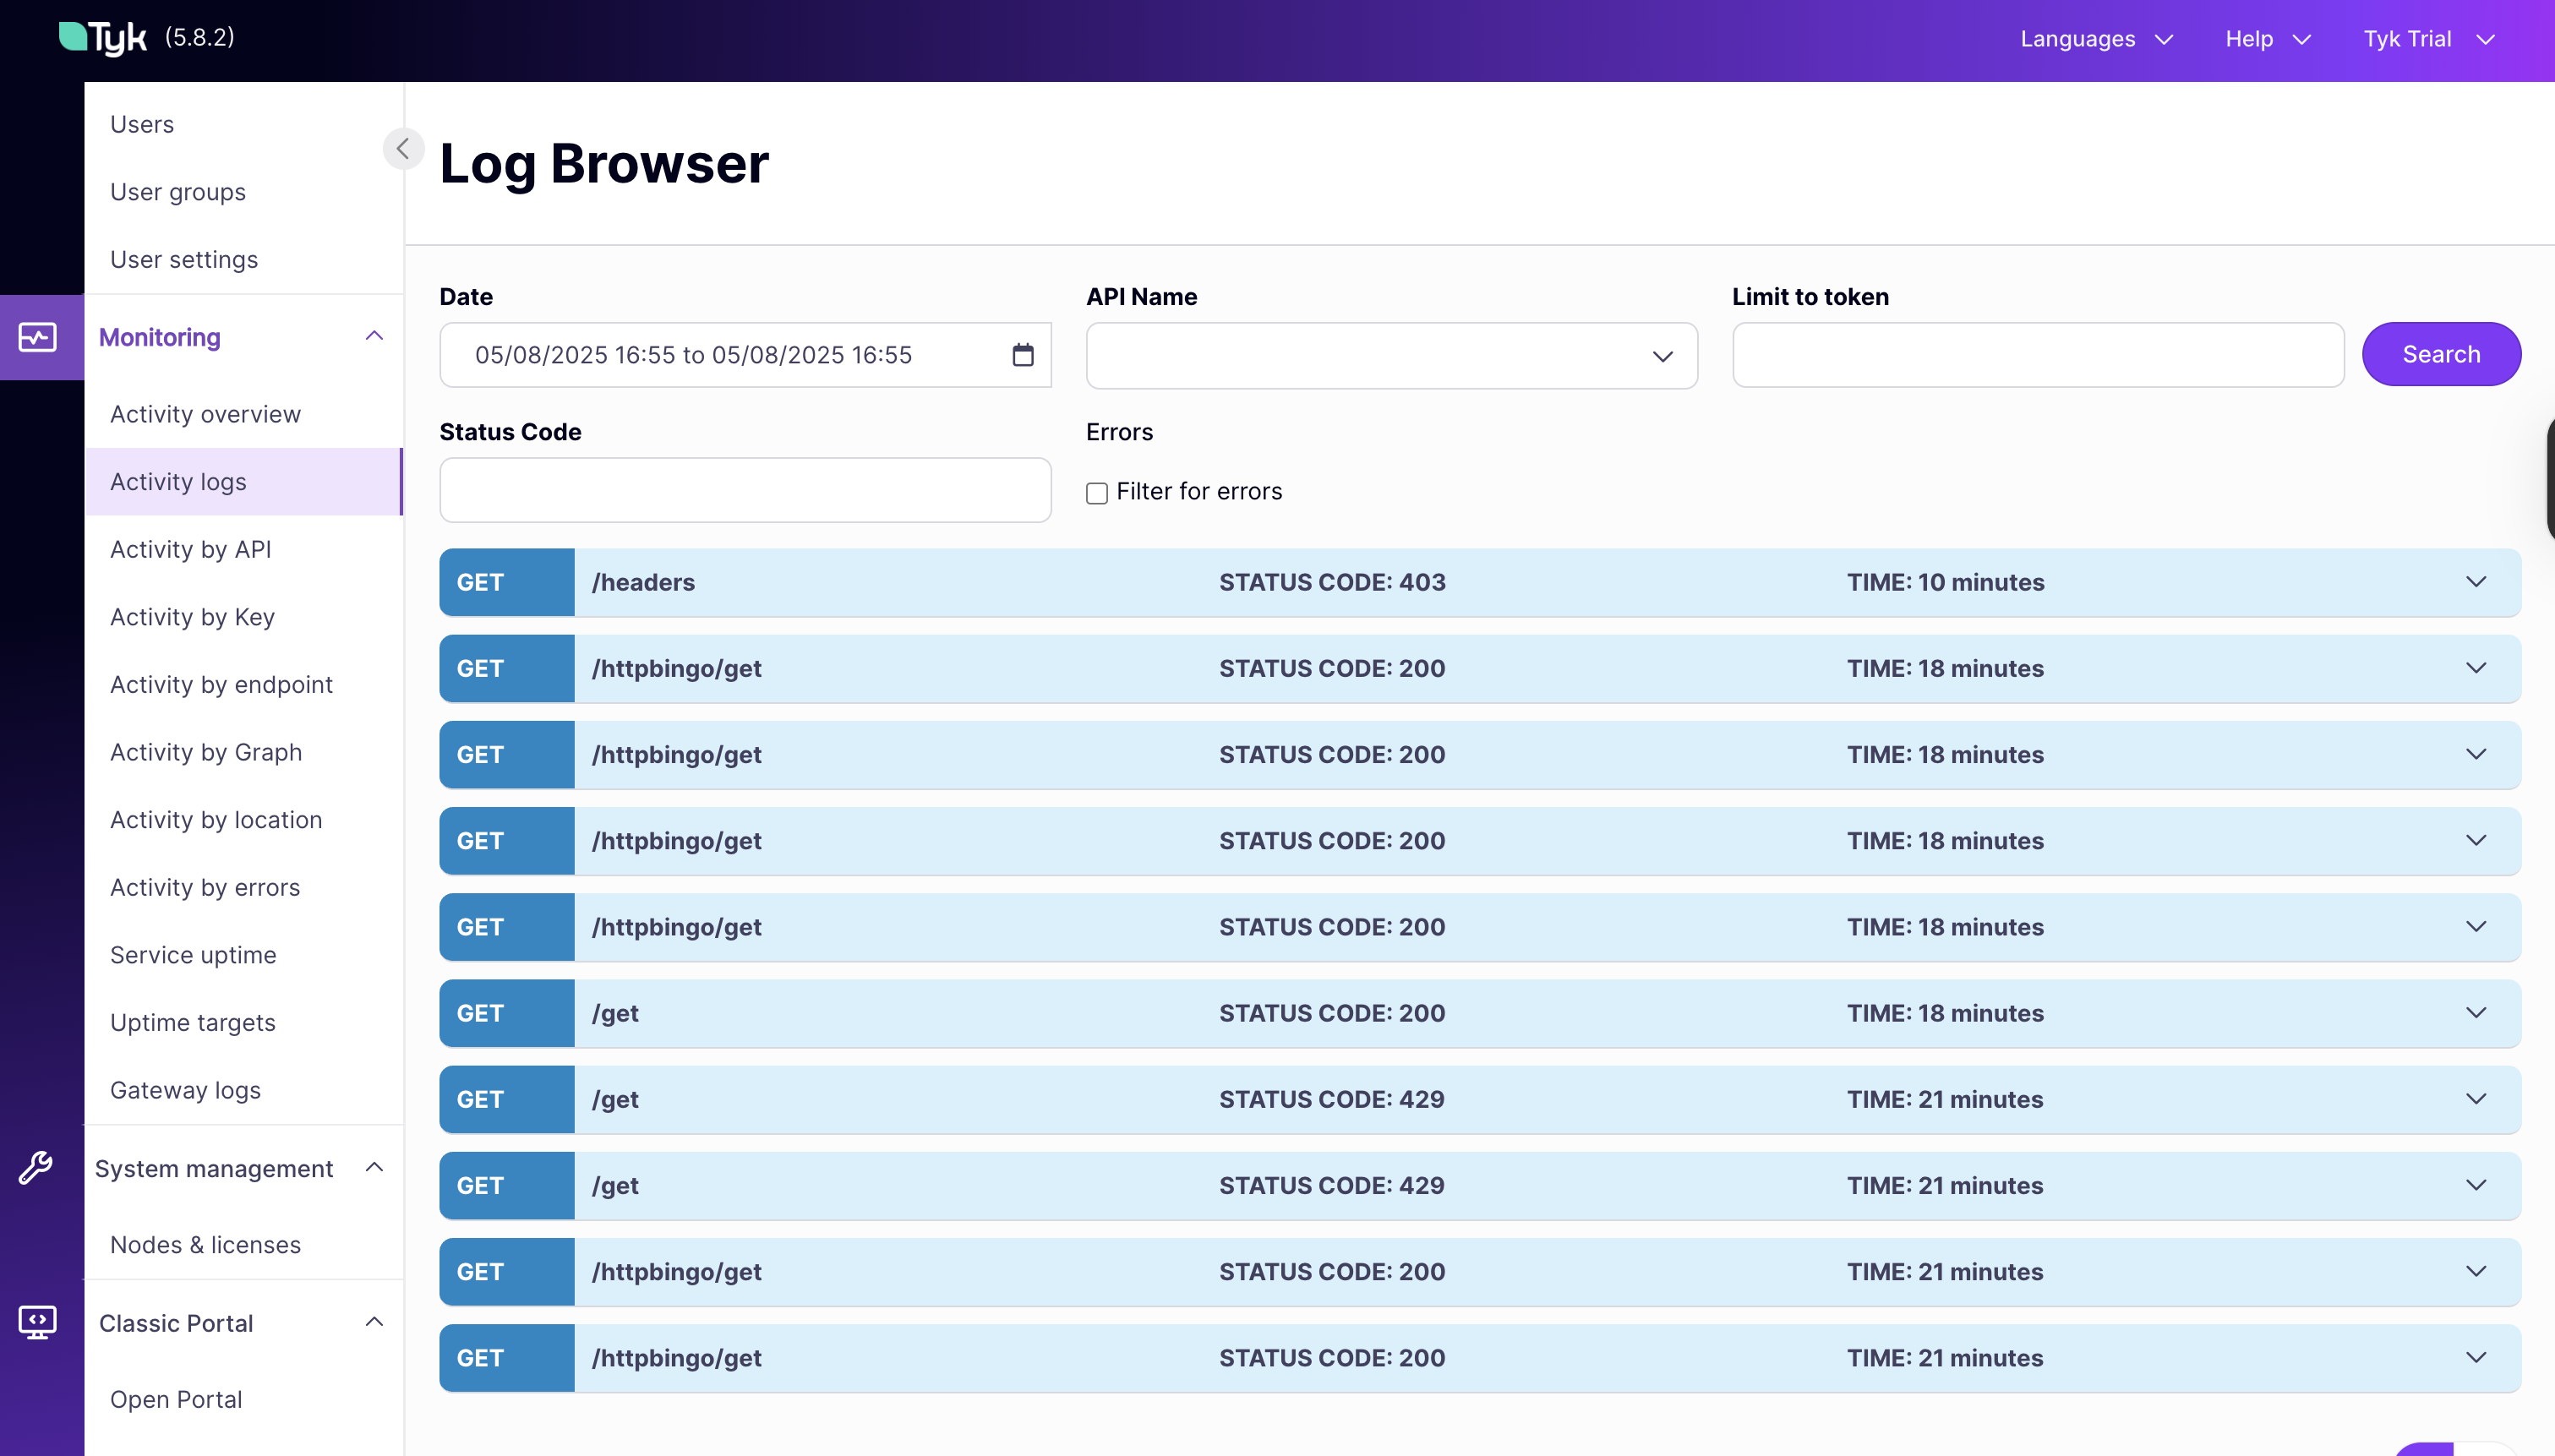 Tyk (5.8.2)
Languages
Help
Tyk Trial
Users
User groups
User settings
Monitoring
Activity overview
Activity logs
Activity by API
Activity by Key
Activity by endpoint
Activity by Graph
Activity by location
Activity by errors
Service uptime
Uptime targets
Gateway logs
System management
Nodes & licenses
Classic Portal
Open Portal
Log Browser
Date
API Name
Limit to token
05/08/2025 16:55 to 05/08/2025 16:55
Search
Status Code
Errors
Filter for errors
GET /headers STATUS CODE: 403 TIME: 10 minutes
GET /httpbingo/get STATUS CODE: 200 TIME: 18 minutes
GET /httpbingo/get STATUS CODE: 200 TIME: 18 minutes
GET /httpbingo/get STATUS CODE: 200 TIME: 18 minutes
GET /httpbingo/get STATUS CODE: 200 TIME: 18 minutes
GET /get STATUS CODE: 200 TIME: 18 minutes
GET /get STATUS CODE: 429 TIME: 21 minutes
GET /get STATUS CODE: 429 TIME: 21 minutes
GET /httpbingo/get STATUS CODE: 200 TIME: 21 minutes
GET /httpbingo/get STATUS CODE: 200 TIME: 21 minutes